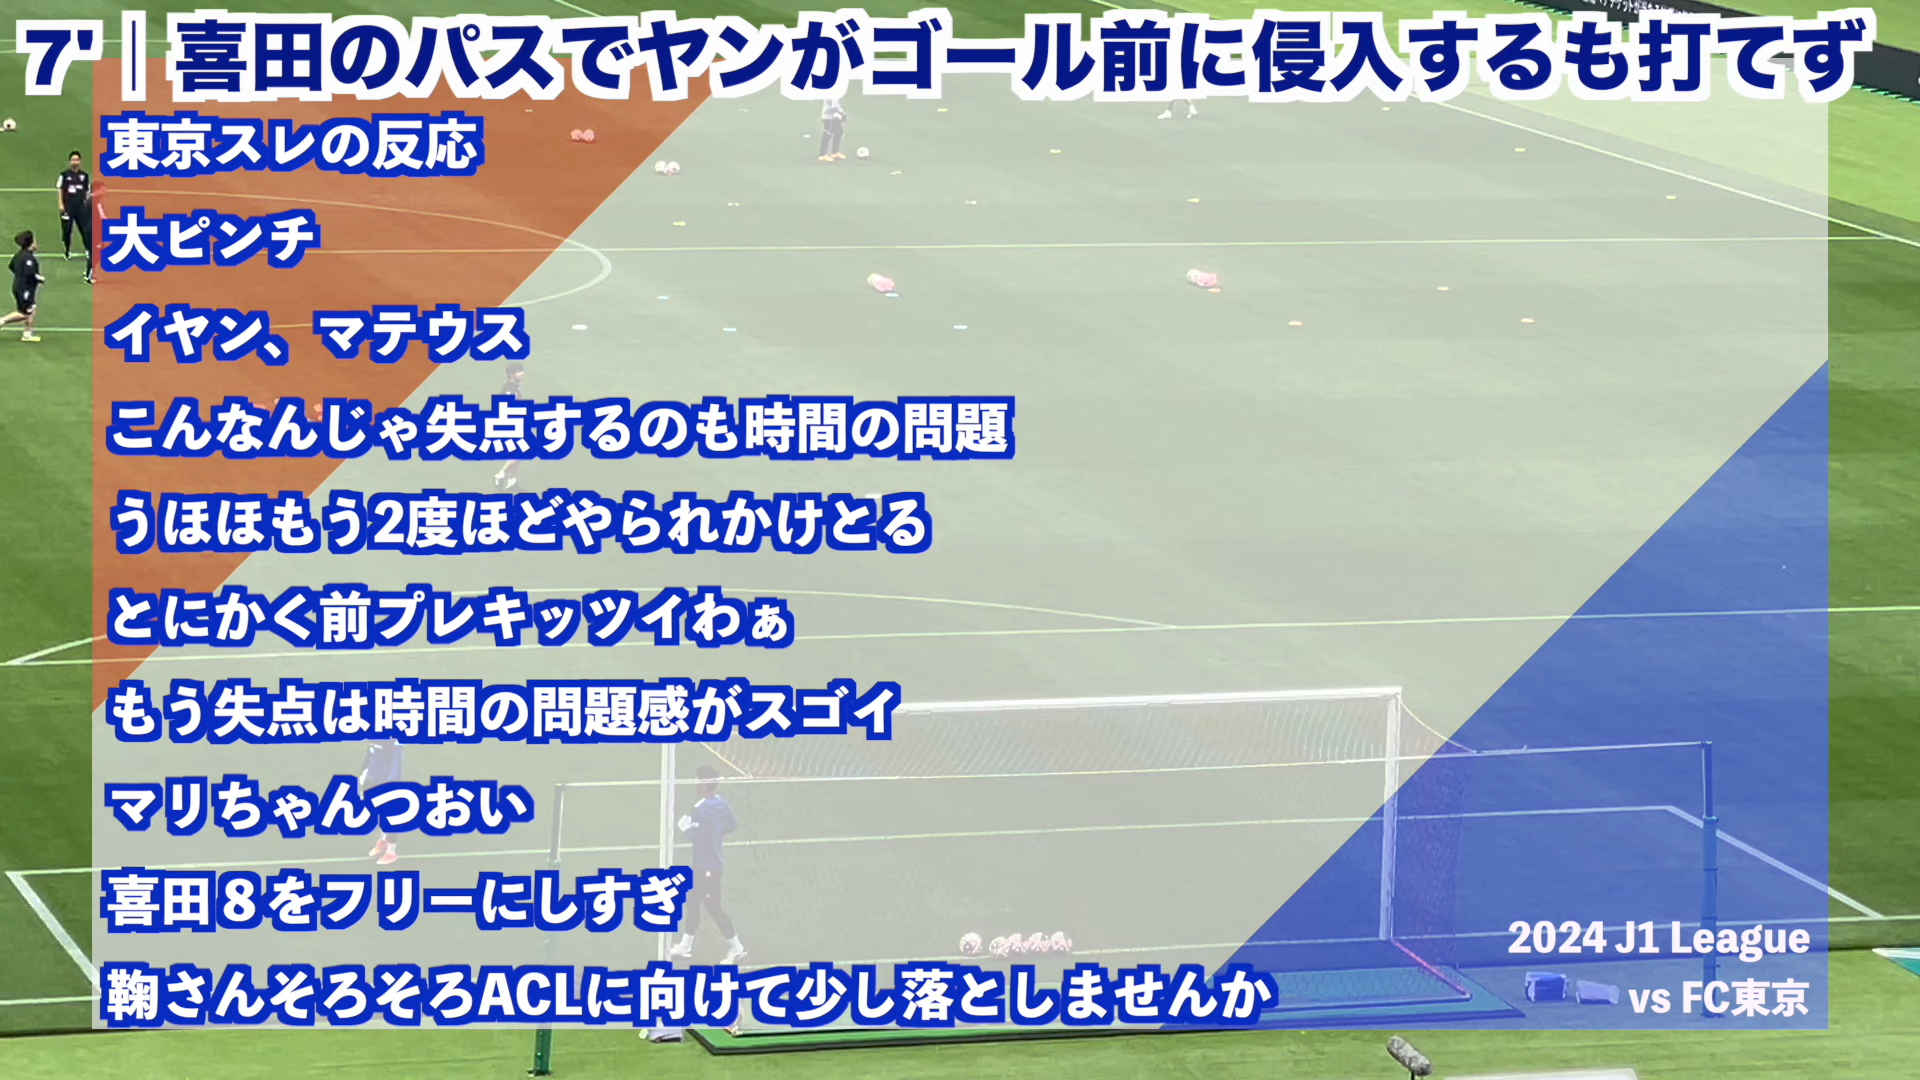 7'｜喜田のパスでヤンがゴール前に侵入するも打てず
東京スレの反応
大ピンチ
イヤン、マテウス
こんなんじゃ失点するのも時間の問題
うほほもう2度ほどやられかけとる
とにかく前プレキッツイわぁ
もう失点は時間の問題感がスゴイ
マリちゃんつおい
喜田８をフリーにしすぎ
鞠さんそろそろACLに向けて少し落としませんか
2024 J1 League
vs FC東京